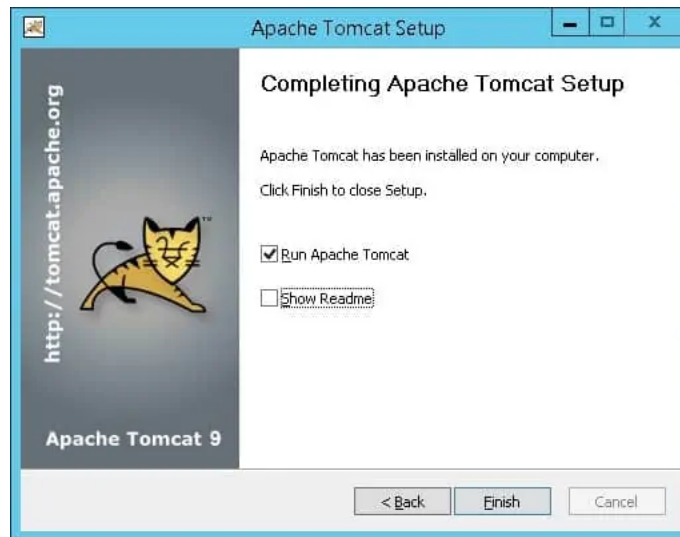 Apache Tomcat Setup
http://tomcat.apache.org
Completing Apache Tomcat Setup
Apache Tomcat has been installed on your computer.
Click Finish to close Setup.
Run Apache Tomcat
Show Readme
Apache Tomcat 9
< Back
Finish
Cancel